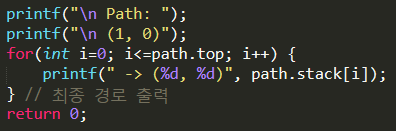 printf("\n Path: ");
printf("\n (1, 0)");
for(int i=0; i<=path.top; i++) {
    printf(" -> (%d, %d)", path.stack[i]);
} // 최종 경로 출력
return 0;